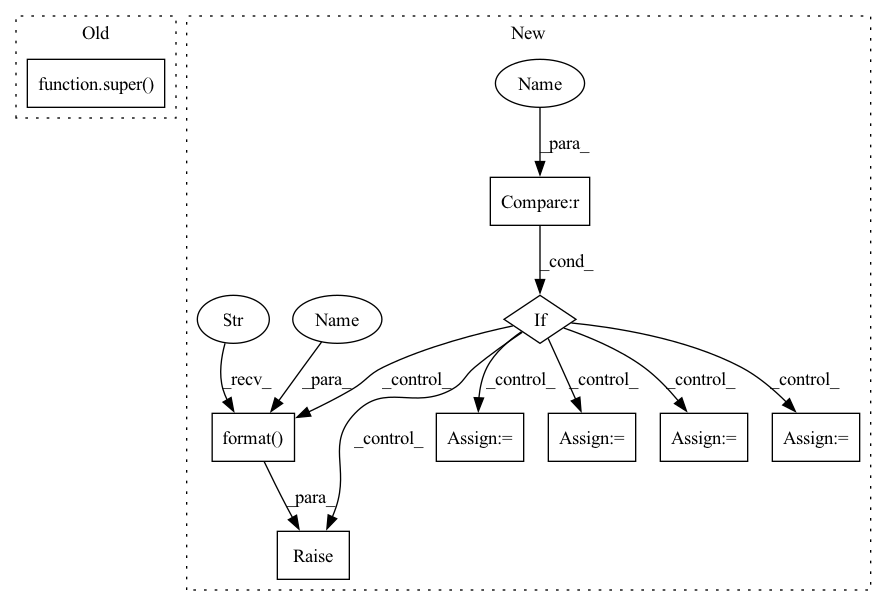 Old
New
function.super()
Name
_para_
Compare:r
_cond_
Str
Name
If
_recv_
_para_
_control_
_control_
_control_
_control_
_control_
format()
_control_
Assign:=
Assign:=
Assign:=
Assign:=
_para_
Raise